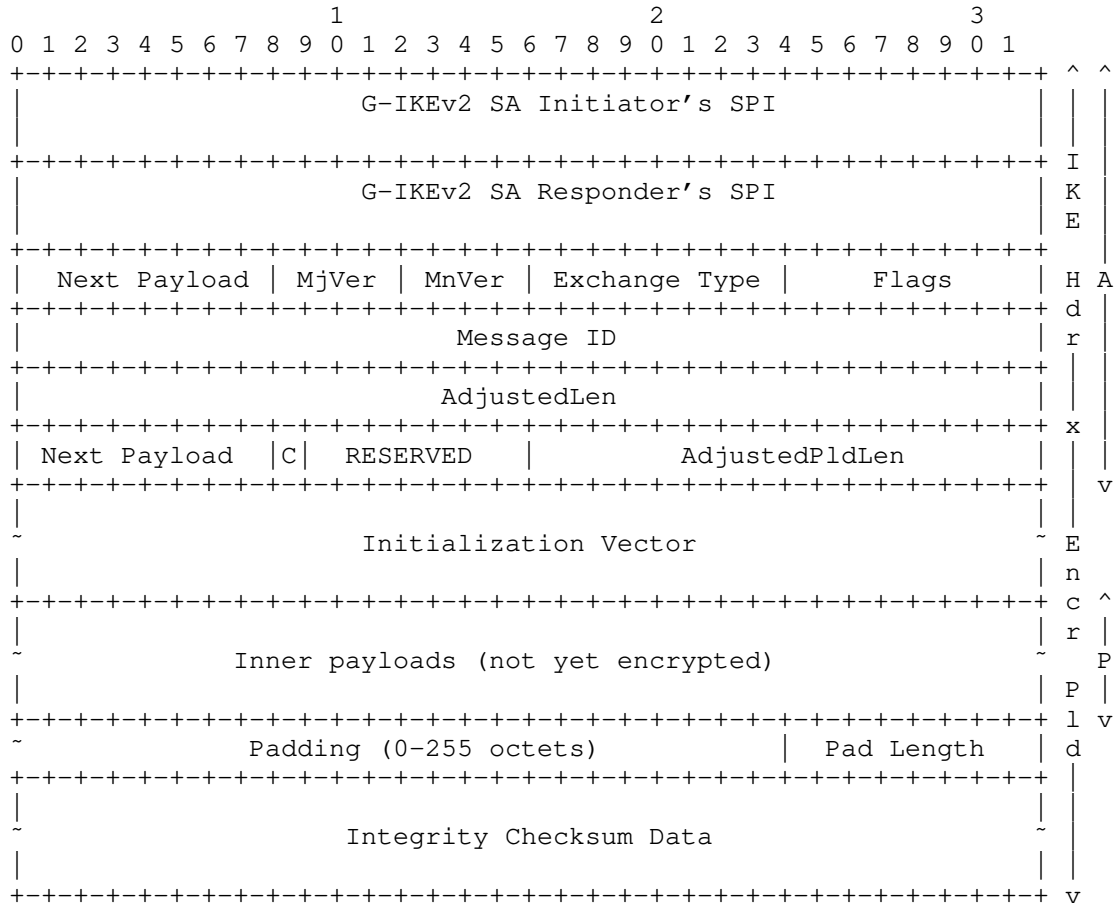 1                   2                   3
 0 1 2 3 4 5 6 7 8 9 0 1 2 3 4 5 6 7 8 9 0 1 2 3 4 5 6 7 8 9 0 1
+-+-+-+-+-+-+-+-+-+-+-+-+-+-+-+-+-+-+-+-+-+-+-+-+-+-+-+-+-+-+-+-+ ^ ^
|                   G-IKEv2 SA Initiator's SPI                  | | |
|                                                               | | |
+-+-+-+-+-+-+-+-+-+-+-+-+-+-+-+-+-+-+-+-+-+-+-+-+-+-+-+-+-+-+-+-+ I |
|                   G-IKEv2 SA Responder's SPI                  | K |
|                                                               | E |
+-+-+-+-+-+-+-+-+-+-+-+-+-+-+-+-+-+-+-+-+-+-+-+-+-+-+-+-+-+-+-+-+   |
|  Next Payload | MjVer | MnVer | Exchange Type |     Flags     | H A
+-+-+-+-+-+-+-+-+-+-+-+-+-+-+-+-+-+-+-+-+-+-+-+-+-+-+-+-+-+-+-+-+ d |
|                          Message ID                           | r |
+-+-+-+-+-+-+-+-+-+-+-+-+-+-+-+-+-+-+-+-+-+-+-+-+-+-+-+-+-+-+-+-+ | |
|                          AdjustedLen                          | | |
+-+-+-+-+-+-+-+-+-+-+-+-+-+-+-+-+-+-+-+-+-+-+-+-+-+-+-+-+-+-+-+-+ x |
| Next Payload  |C|  RESERVED   |         AdjustedPldLen        | | |
+-+-+-+-+-+-+-+-+-+-+-+-+-+-+-+-+-+-+-+-+-+-+-+-+-+-+-+-+-+-+-+-+ | v
|                                                               | |
~                     Initialization Vector                     ~ E
|                                                               | n
+-+-+-+-+-+-+-+-+-+-+-+-+-+-+-+-+-+-+-+-+-+-+-+-+-+-+-+-+-+-+-+-+ c ^
|                                                               | r |
~             Inner payloads (not yet encrypted)                ~   P
|                                                               | P |
+-+-+-+-+-+-+-+-+-+-+-+-+-+-+-+-+-+-+-+-+-+-+-+-+-+-+-+-+-+-+-+-+ l v
~              Padding (0-255 octets)           |  Pad Length   | d
+-+-+-+-+-+-+-+-+-+-+-+-+-+-+-+-+-+-+-+-+-+-+-+-+-+-+-+-+-+-+-+-+ |
|                                                               | |
~                    Integrity Checksum Data                    ~ |
|                                                               | |
+-+-+-+-+-+-+-+-+-+-+-+-+-+-+-+-+-+-+-+-+-+-+-+-+-+-+-+-+-+-+-+-+ v